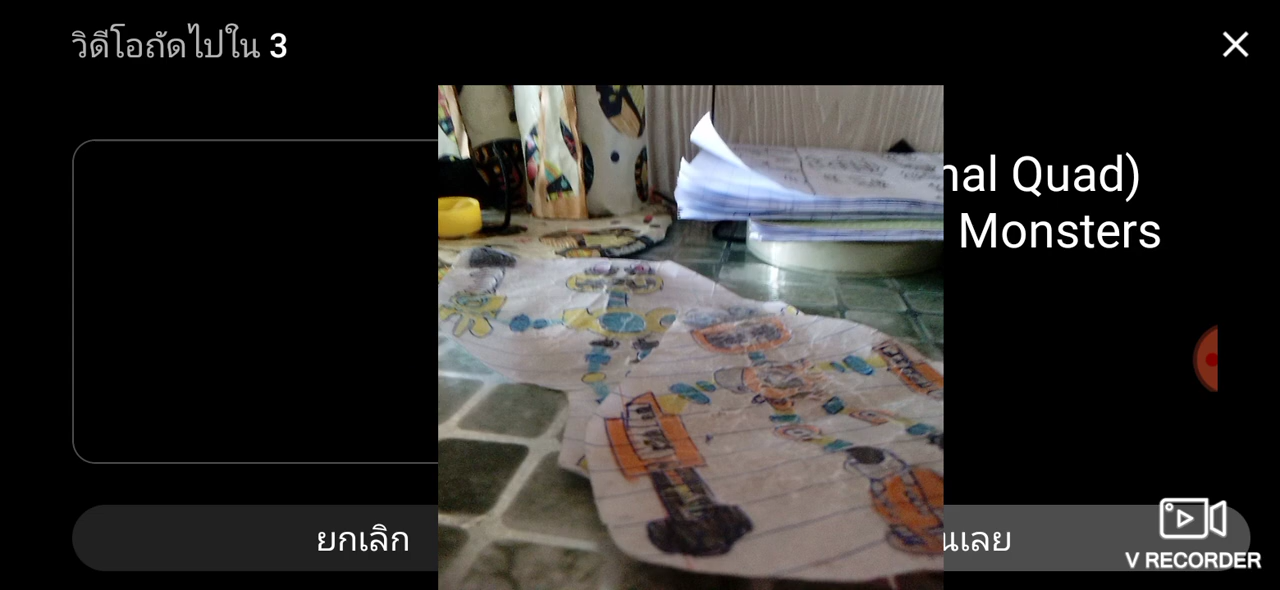 วิดีโอถัดไปใน 3
nal Quad)
Monsters
ยกเลิก
นเลย
V RECORDER